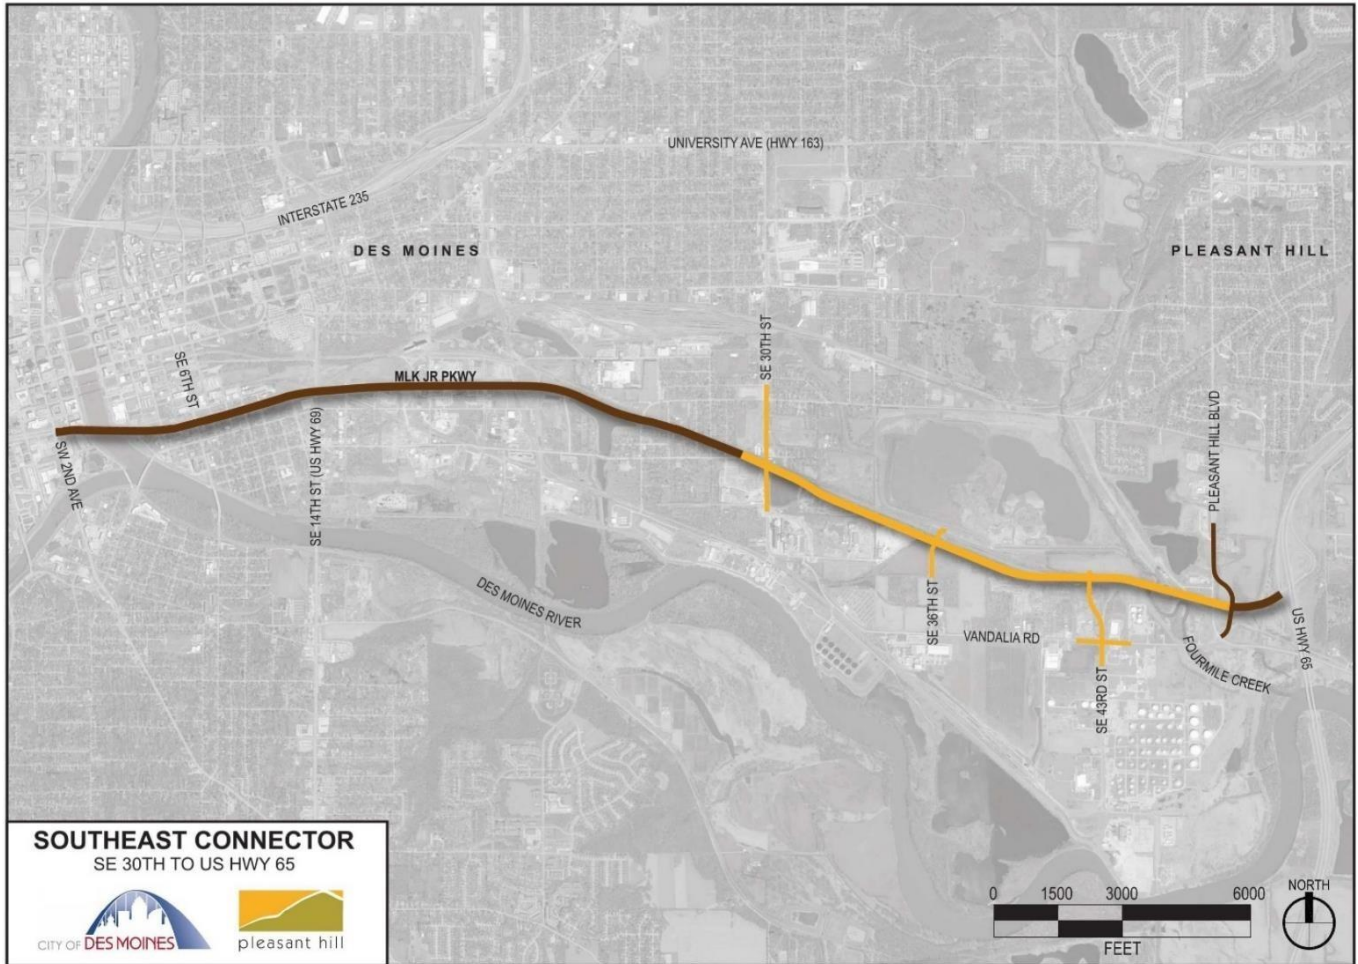 UNIVERSITY AVE (HWY 163)
INTERSTATE 235
DES MOINES
PLEASANT HILL
SE 6TH ST
MLK JR PKWY
SE 30TH ST
PLEASANT HILL BLVD
SW 2ND AVE
SE 14TH ST (US HWY 69)
DES MOINES RIVER
SE 36TH ST
VANDALIA RD
SE 43RD ST
FOURMILE CREEK
US HWY 65
SOUTHEAST CONNECTOR
SE 30TH TO US HWY 65
CITY OF DES MOINES
pleasant hill
0 1500 3000 6000
FEET
NORTH